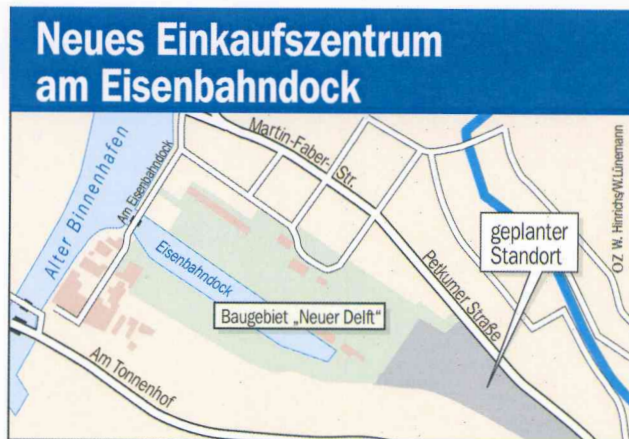 Neues Einkaufszentrum
am Eisenbahndock
Martin-Faber-
Str.
Alter Binnenhafen
Am Eisenbahndock
Eisenbahndock
geplanter
Standort
Petkumer Straße
Baugebiet „Neuer Delft“
Am Tonnenhof
OZ W. Hinrichs/W.Lünemann